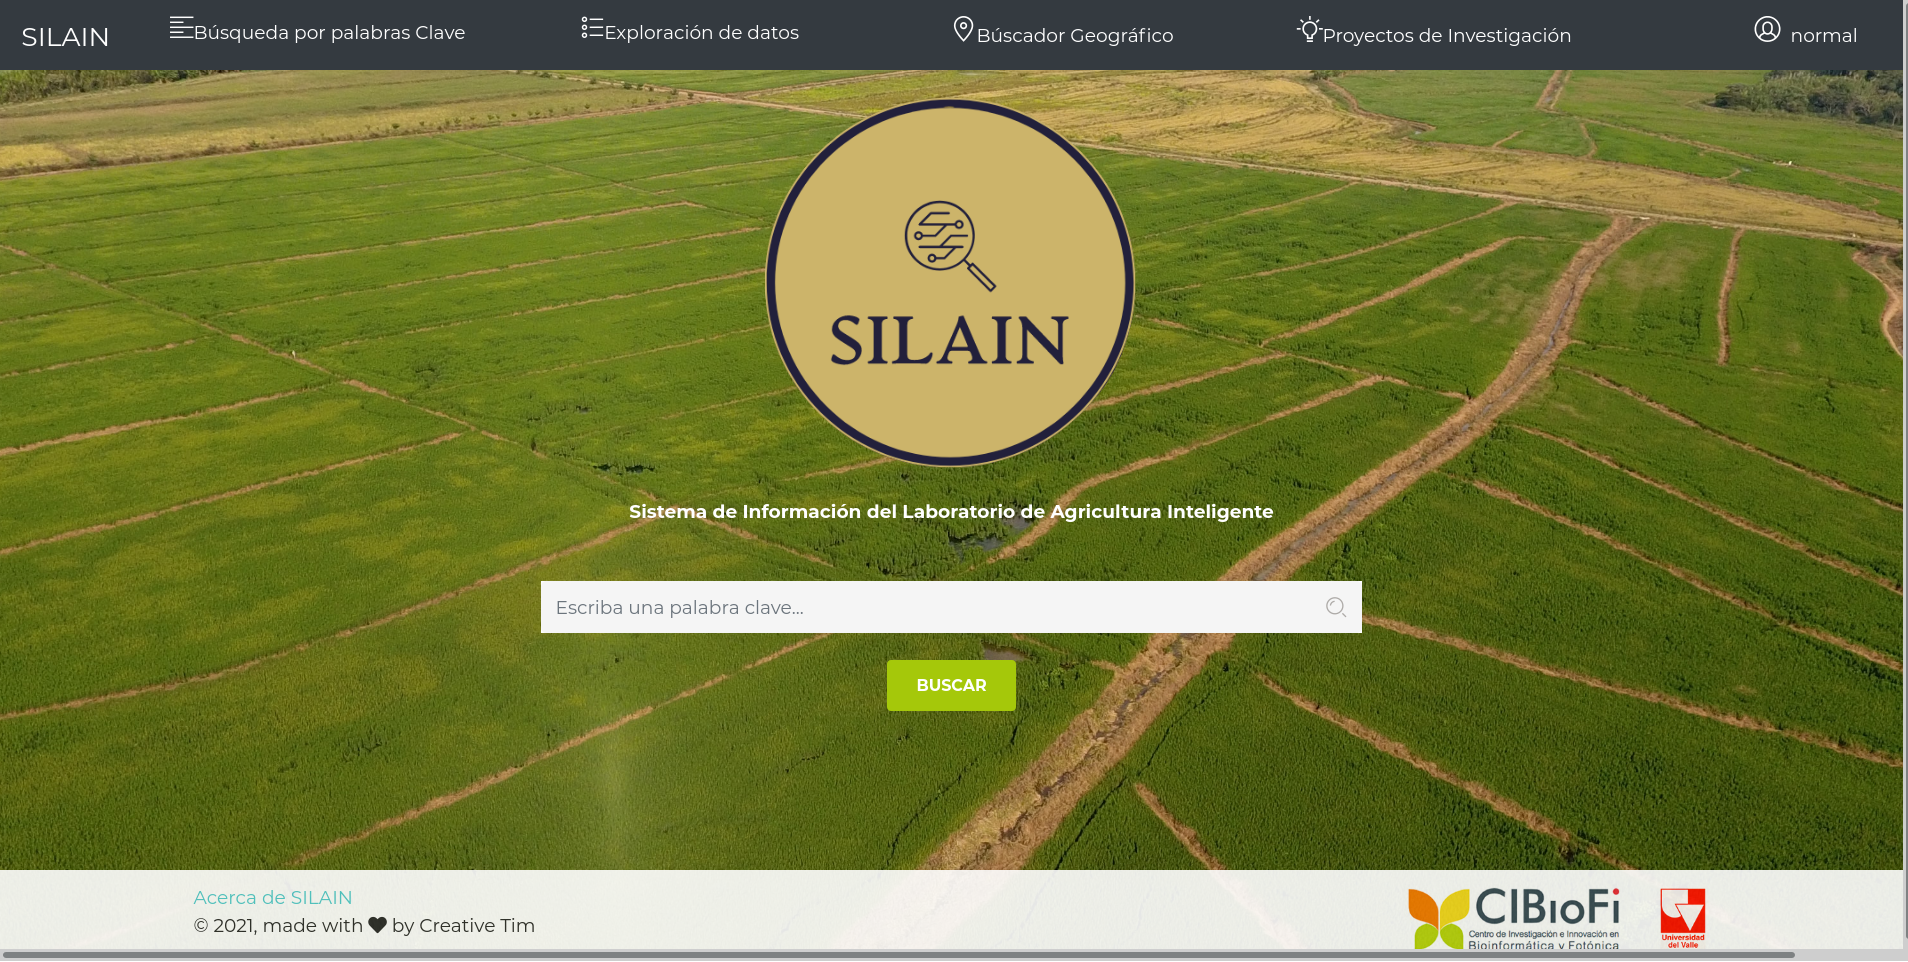 SILAIN
Búsqueda por palabras Clave
Exploración de datos
Búscador Geográfico
Proyectos de Investigación
normal
SILAIN
Sistema de Información del Laboratorio de Agricultura Inteligente
Escriba una palabra clave...
BUSCAR
Acerca de SILAIN
© 2021, made with by Creative Tim
CIBioFi
Centro de Investigación e Innovación en
Bioinformática y Fotónica
Universidad
del Valle